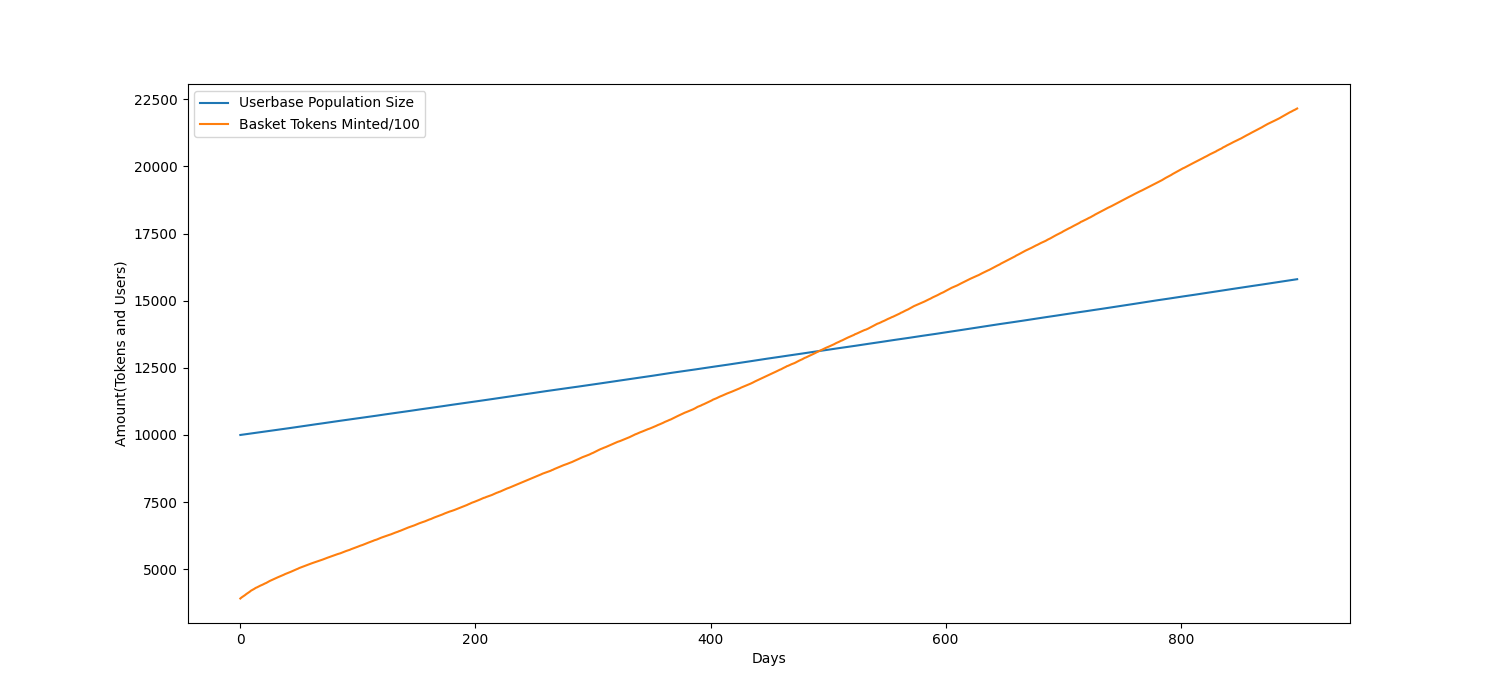 Userbase Population Size
Basket Tokens Minted/100
22500
20000
17500
15000
12500
10000
7500
5000
Amount(Tokens and Users)
0 200 400 600 800
Days